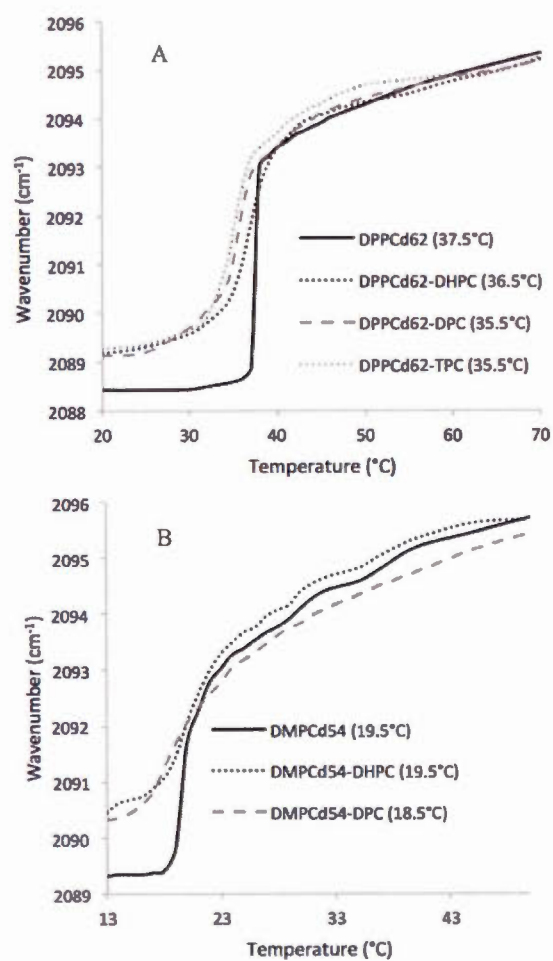 2096
2095
2094
2093
2092
2091
2090
2089
2088
Wavenumber (cm-1)
A
DPPCd62 (37.5°C)
DPPCd62-DHPC (36.5°C)
DPPCd62-DPC (35.5°C)
DPPCd62-TPC (35.5°C)
20 30 40 50 60 70
Temperature (°C)
2096
2095
2094
2093
2092
2091
2090
2089
Wavenumber (cm-1)
B
DMPCd54 (19.5°C)
DMPCd54-DHPC (19.5°C)
DMPCd54-DPC (18.5°C)
13 23 33 43
Temperature (°C)